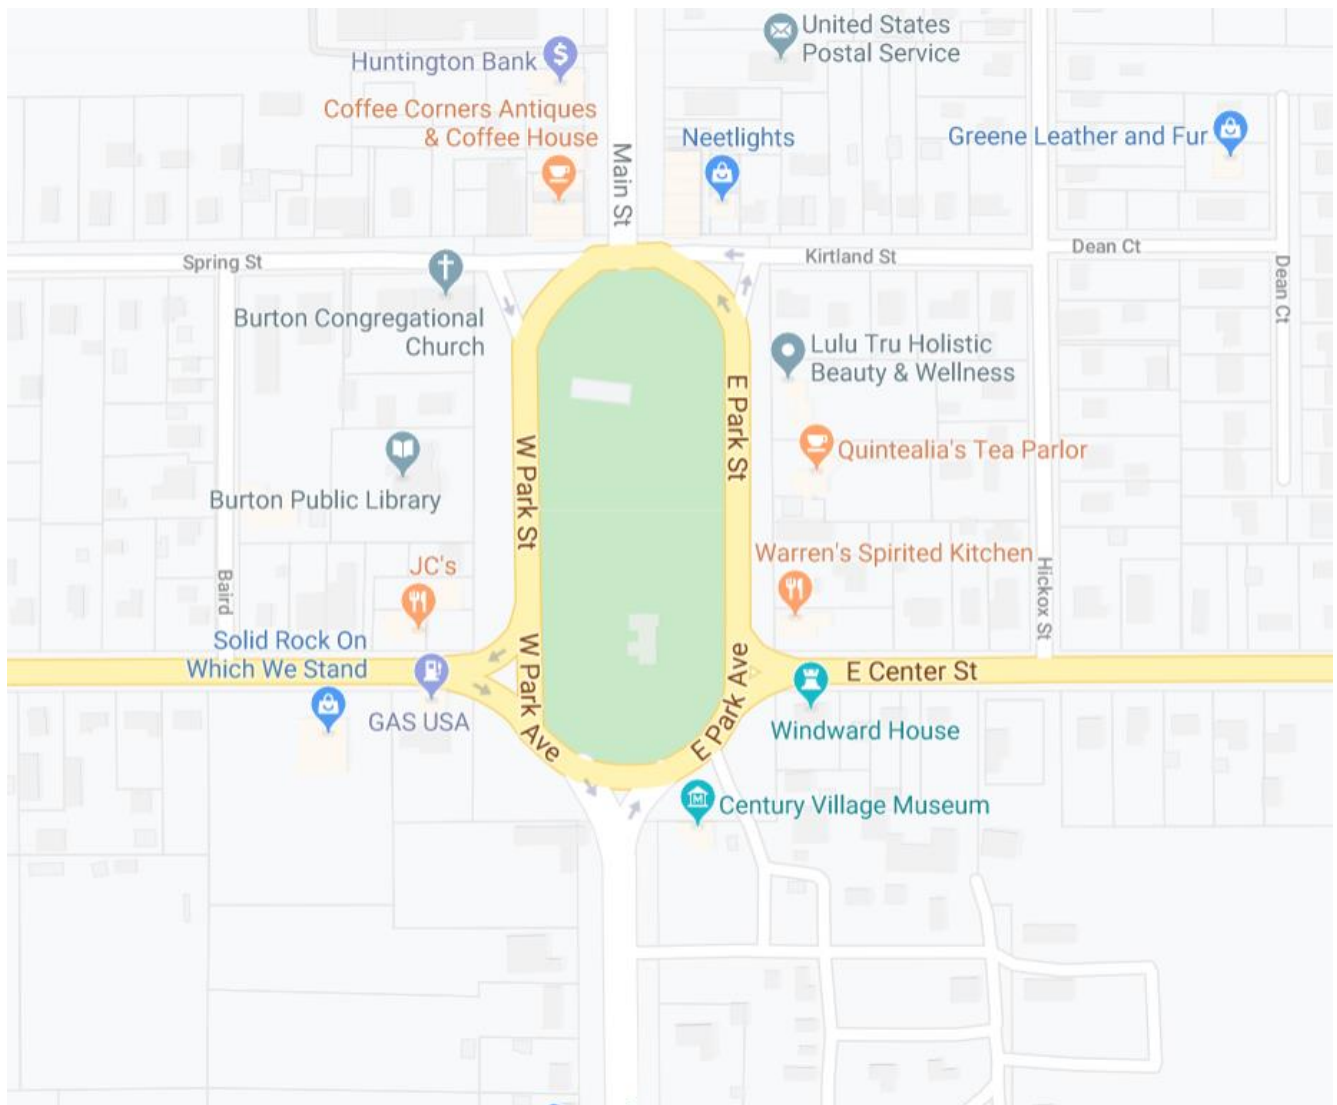 United States
Postal Service
Huntington Bank
Coffee Corners Antiques
& Coffee House
Neetlights
Greene Leather and Fur
Main St
Spring St
Kirtland St
Dean Ct
Dean Ct
Burton Congregational
Church
Lulu Tru Holistic
Beauty & Wellness
E Park St
W Park St
Quintealia's Tea Parlor
Burton Public Library
Warren's Spirited Kitchen
JC's
Baird
Hickox St
Solid Rock On
Which We Stand
W Park Ave
E Park Ave
E Center St
GAS USA
Windward House
Century Village Museum